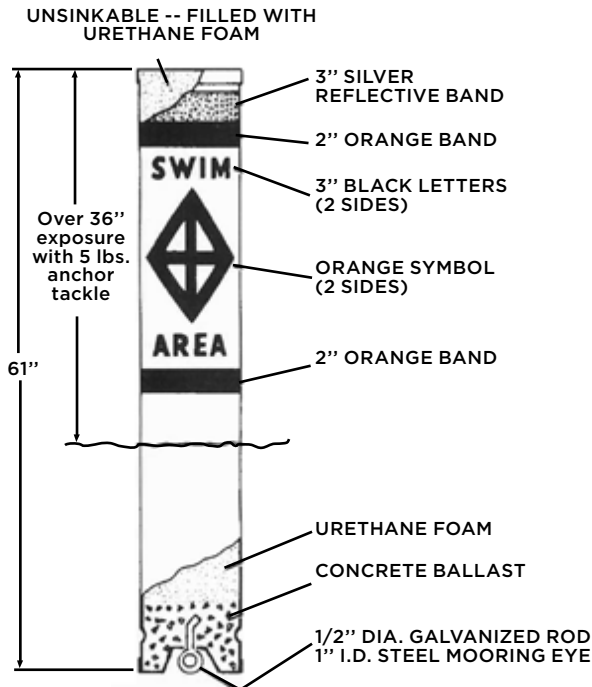 UNSINKABLE -- FILLED WITH
URETHANE FOAM
3’’ SILVER
REFLECTIVE BAND
2’’ ORANGE BAND
SWIM
3’’ BLACK LETTERS
(2 SIDES)
Over 36’’
exposure
with 5 lbs.
anchor
tackle
ORANGE SYMBOL
(2 SIDES)
AREA
2’’ ORANGE BAND
61’’
URETHANE FOAM
CONCRETE BALLAST
1/2’’ DIA. GALVANIZED ROD
1’’ I.D. STEEL MOORING EYE